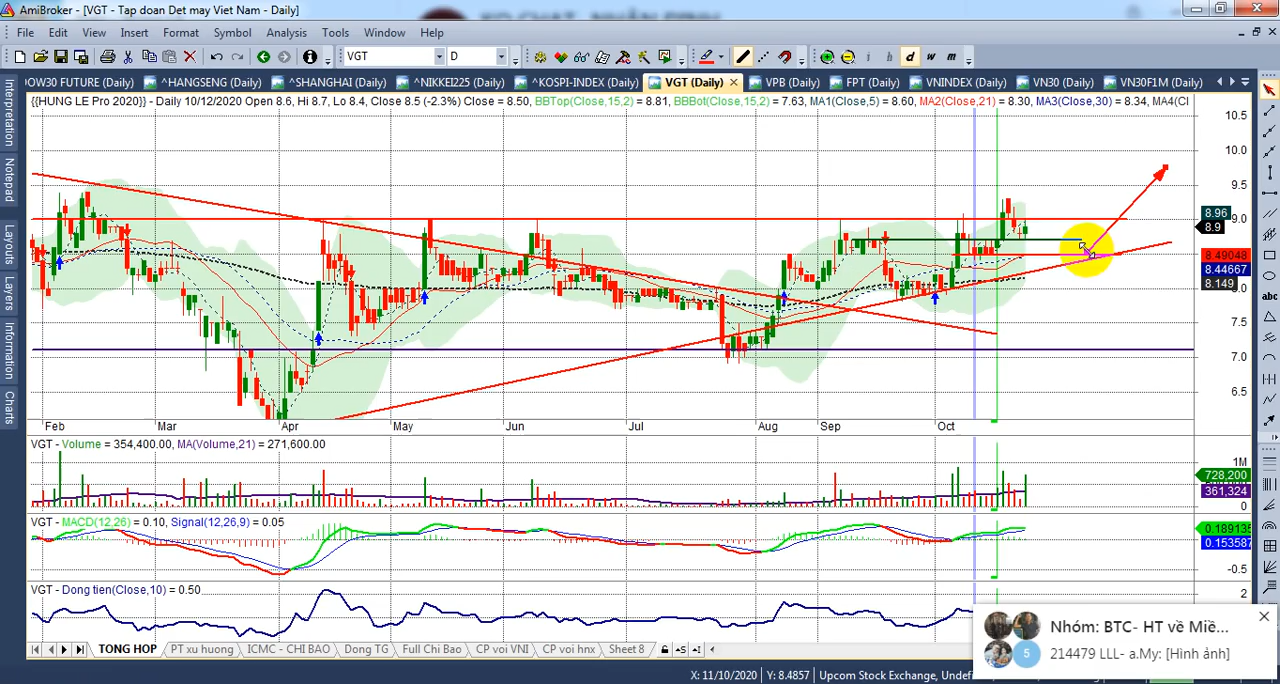 AmiBroker - [VGT - Tap doan Det may Viet Nam - Daily]
File Edit View Insert Format Symbol Analysis Tools Window Help
VGT D d w m
OW30 FUTURE (Daily) ^HANGSENG (Daily) ^SHANGHAI (Daily) ^NIKKEI225 (Daily) ^KOSPI-INDEX (Daily) VGT (Daily) VPB (Daily) FPT (Daily) VNINDEX (Daily) VN30 (Daily) VN30F1M (Daily)
Interpretation
Notepad
Layouts
Layers
Information
Charts
{{HUNG LE Pro 2020}} - Daily 10/12/2020 Open 8.6, Hi 8.7, Lo 8.4, Close 8.5 (-2.3%) Close = 8.50, BBTop(Close,15,2) = 8.81, BBBot(Close,15,2) = 7.63, MA1(Close,5) = 8.60, MA2(Close,21) = 8.30, MA3(Close,30) = 8.34, MA4(Cl
10.5
10.0
9.5
8.96
9.0
8.9
8.49048
8.44667
8.149
8.0
7.5
7.0
6.5
abc
Feb Mar Apr May Jun Jul Aug Sep Oct
VGT - Volume = 354,400.00, MA(Volume,21) = 271,600.00
1M
728,200
361,324
0
VGT - MACD(12,26) = 0.10, Signal(12,26,9) = 0.05
0.189135
0.153587
-0.5
VGT - Dong tien(Close,10) = 0.50
2
0
TONG HOP PT xu huong ICMC - CHI BAO Dong TG Full Chi Bao CP voi VNI CP voi hnx Sheet 8
Nhóm: BTC- HT về Miề...
5
214479 LLL- a.My: [Hình ảnh]
X: 11/10/2020 Y: 8.4857 Upcom Stock Exchange, Undef